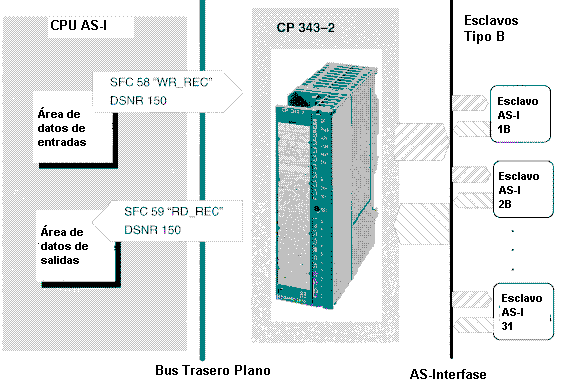 CPU AS-I
CP 343-2
Esclavos
Tipo B
SFC 58 “WR_REC”
DSNR 150
Área de
datos de
entradas
Esclavo
AS-I
1B
Esclavo
AS-I
2B
SFC 59 “RD_REC”
DSNR 150
Área de
datos de
salidas
Esclavo
AS-I
31
Bus Trasero Plano
AS-Interfase